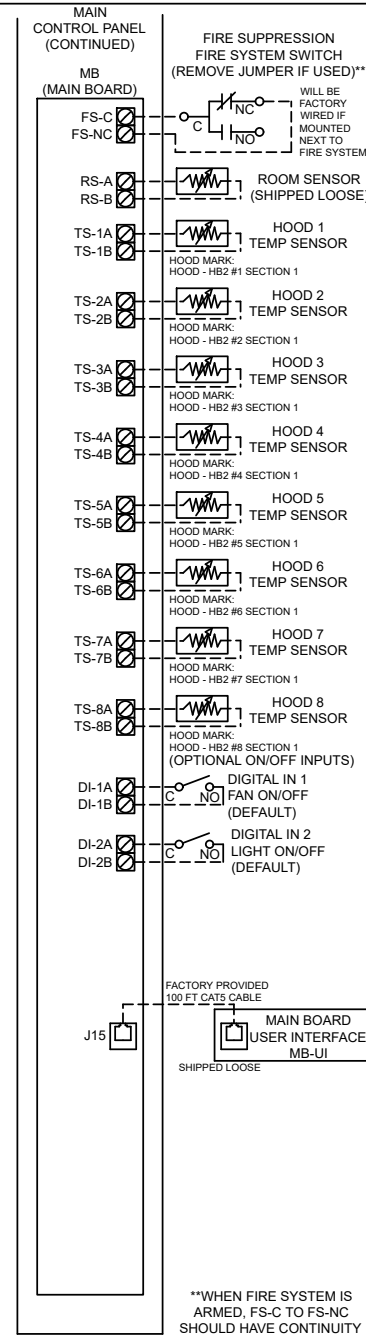 MAIN
CONTROL PANEL
(CONTINUED)
MB
(MAIN BOARD)
FIRE SUPPRESSION
FIRE SYSTEM SWITCH
(REMOVE JUMPER IF USED)**
FS-C
FS-NC
C
NC
NO
WILL BE
FACTORY
WIRED IF
MOUNTED
NEXT TO
FIRE SYSTEM
RS-A
RS-B
ROOM SENSOR
(SHIPPED LOOSE)
TS-1A
TS-1B
HOOD 1
TEMP SENSOR
HOOD MARK:
HOOD - HB2 #1 SECTION 1
TS-2A
TS-2B
HOOD 2
TEMP SENSOR
HOOD MARK:
HOOD - HB2 #2 SECTION 1
TS-3A
TS-3B
HOOD 3
TEMP SENSOR
HOOD MARK:
HOOD - HB2 #3 SECTION 1
TS-4A
TS-4B
HOOD 4
TEMP SENSOR
HOOD MARK:
HOOD - HB2 #4 SECTION 1
TS-5A
TS-5B
HOOD 5
TEMP SENSOR
HOOD MARK:
HOOD - HB2 #5 SECTION 1
TS-6A
TS-6B
HOOD 6
TEMP SENSOR
HOOD MARK:
HOOD - HB2 #6 SECTION 1
TS-7A
TS-7B
HOOD 7
TEMP SENSOR
HOOD MARK:
HOOD - HB2 #7 SECTION 1
TS-8A
TS-8B
HOOD 8
TEMP SENSOR
HOOD MARK:
HOOD - HB2 #8 SECTION 1
(OPTIONAL ON/OFF INPUTS)
DI-1A
DI-1B
C
NO
DIGITAL IN 1
FAN ON/OFF
(DEFAULT)
DI-2A
DI-2B
C
NO
DIGITAL IN 2
LIGHT ON/OFF
(DEFAULT)
FACTORY PROVIDED
100 FT CAT5 CABLE
J15
MAIN BOARD
USER INTERFACE
MB-UI
SHIPPED LOOSE
**WHEN FIRE SYSTEM IS
ARMED, FS-C TO FS-NC
SHOULD HAVE CONTINUITY